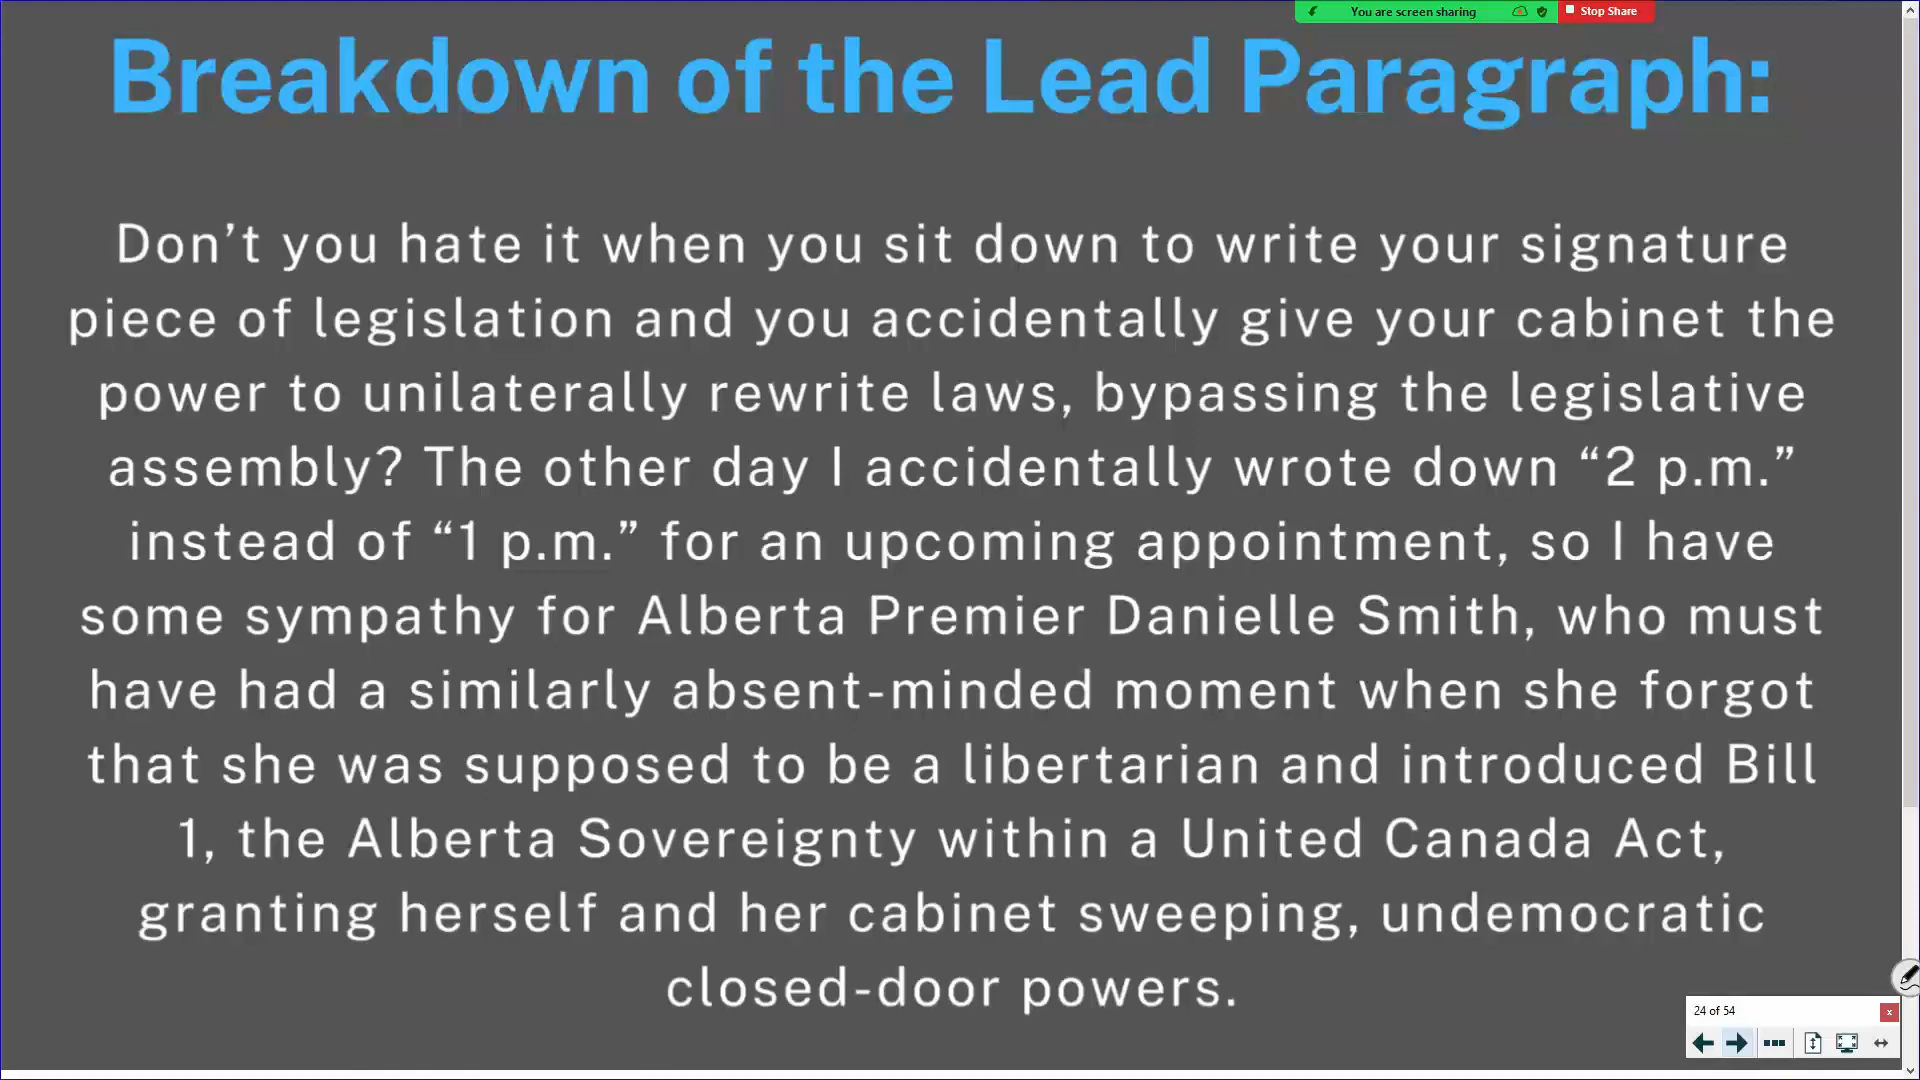 You are screen sharing
Stop Share
Breakdown of the Lead Paragraph:
Don’t you hate it when you sit down to write your signature
piece of legislation and you accidentally give your cabinet the
power to unilaterally rewrite laws, bypassing the legislative
assembly? The other day I accidentally wrote down “2 p.m.”
instead of “1 p.m.” for an upcoming appointment, so I have
some sympathy for Alberta Premier Danielle Smith, who must
have had a similarly absent-minded moment when she forgot
that she was supposed to be a libertarian and introduced Bill
1, the Alberta Sovereignty within a United Canada Act,
granting herself and her cabinet sweeping, undemocratic
closed-door powers.
24 of 54